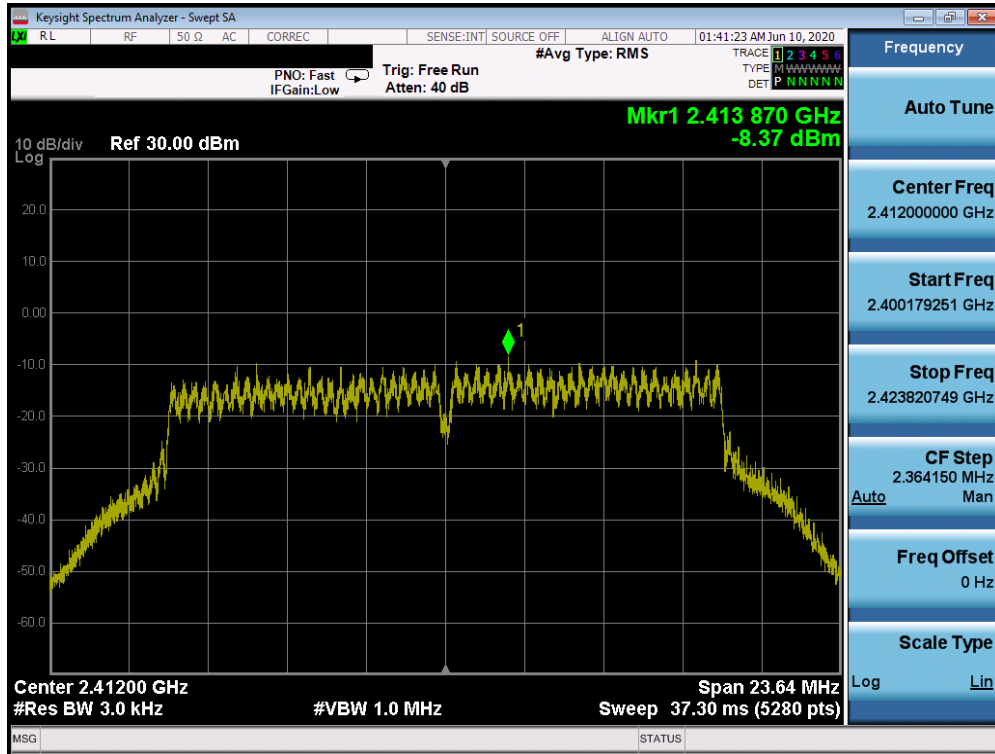 Keysight Spectrum Analyzer - Swept SA
LXI RL RF 50 Ω AC CORREC SENSE:INT SOURCE OFF ALIGN AUTO 01:41:23 AM Jun 10, 2020
#Avg Type: RMS
TRACE 1 2 3 4 5 6
PNO: Fast Trig: Free Run
TYPE M WWWWW
IFGain:Low Atten: 40 dB
DET P N N N N N
Mkr1 2.413 870 GHz
-8.37 dBm
10 dB/div Ref 30.00 dBm
Log
20.0
10.0
0.00
1
-10.0
-20.0
-30.0
-40.0
-50.0
-60.0
Center 2.41200 GHz Span 23.64 MHz
#Res BW 3.0 kHz #VBW 1.0 MHz Sweep 37.30 ms (5280 pts)
MSG STATUS
Frequency
Auto Tune
Center Freq
2.412000000 GHz
Start Freq
2.400179251 GHz
Stop Freq
2.423820749 GHz
CF Step
2.364150 MHz
Auto Man
Freq Offset
0 Hz
Scale Type
Log Lin